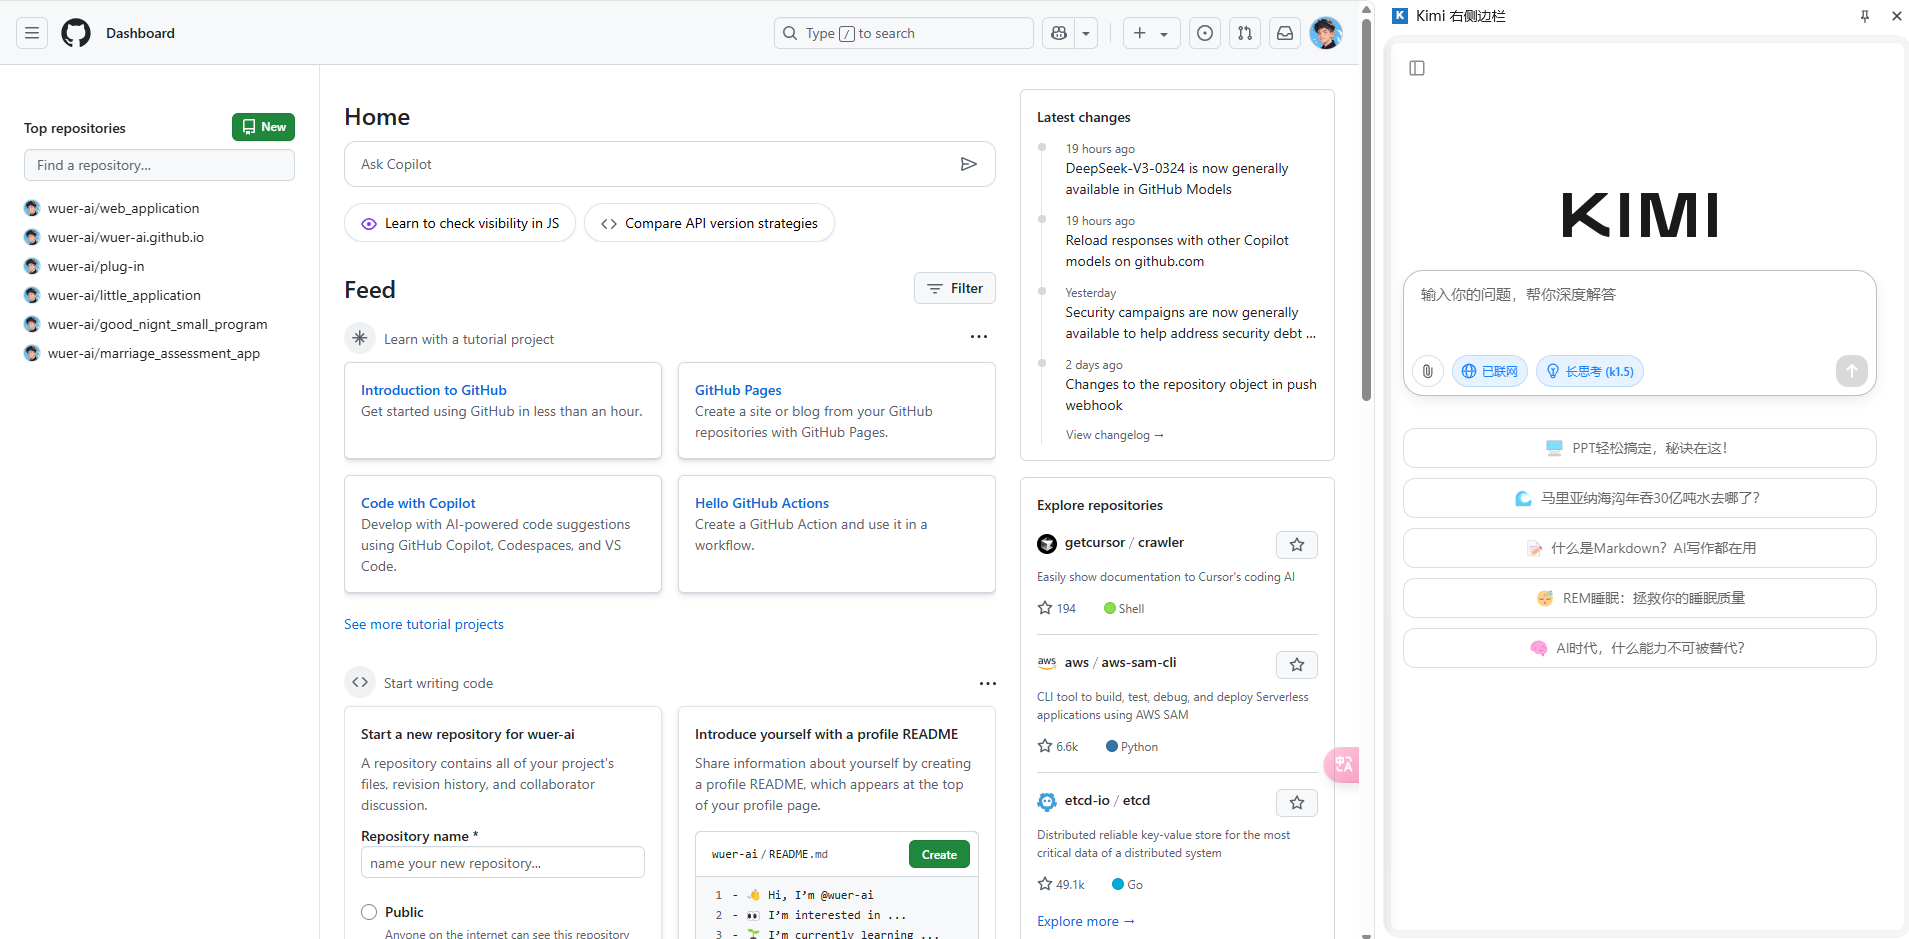 Dashboard
Type / to search
Top repositories
New
Find a repository...
wuer-ai/web_application
wuer-ai/wuer-ai.github.io
wuer-ai/plug-in
wuer-ai/little_application
wuer-ai/good_nignt_small_program
wuer-ai/marriage_assessment_app
Home
Ask Copilot
Learn to check visibility in JS
Compare API version strategies
Feed
Filter
Learn with a tutorial project
Introduction to GitHub
Get started using GitHub in less than an hour.
GitHub Pages
Create a site or blog from your GitHub
repositories with GitHub Pages.
Code with Copilot
Develop with AI-powered code suggestions
using GitHub Copilot, Codespaces, and VS
Code.
Hello GitHub Actions
Create a GitHub Action and use it in a
workflow.
See more tutorial projects
Start writing code
Start a new repository for wuer-ai
A repository contains all of your project's
files, revision history, and collaborator
discussion.
Repository name *
name your new repository...
Public
Anyone on the internet can see this repository
Introduce yourself with a profile README
Share information about yourself by creating
a profile README, which appears at the top
of your profile page.
wuer-ai / README.md
Create
1 - 👋 Hi, I'm @wuer-ai
2 - 👀 I'm interested in ...
3 - 🌱 I'm currently learning ...
Latest changes
19 hours ago
DeepSeek-V3-0324 is now generally
available in GitHub Models
19 hours ago
Reload responses with other Copilot
models on github.com
Yesterday
Security campaigns are now generally
available to help address security debt ...
2 days ago
Changes to the repository object in push
webhook
View changelog →
Explore repositories
getcursor / crawler
Easily show documentation to Cursor's coding AI
194
Shell
aws
aws / aws-sam-cli
CLI tool to build, test, debug, and deploy Serverless
applications using AWS SAM
6.6k
Python
etcd-io / etcd
Distributed reliable key-value store for the most
critical data of a distributed system
49.1k
Go
Explore more →
K
Kimi 右侧边栏
KIMI
输入你的问题，帮你深度解答
已联网
长思考 (k1.5)
PPT轻松搞定，秘诀在这！
马里亚纳海沟年吞30亿吨水去哪了？
什么是Markdown？AI写作都在用
REM睡眠：拯救你的睡眠质量
AI时代，什么能力不可被替代？